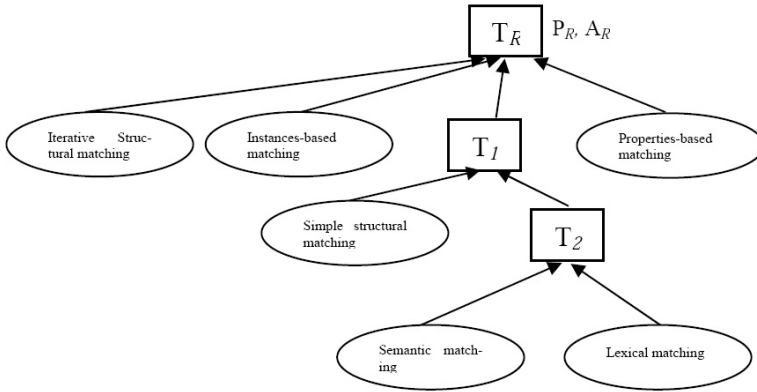 T_R P_R, A_R
Iterative Struc-
tural matching
Instances-based
matching
T_1
Properties-based
matching
Simple structural
matching
T_2
Semantic match-
ing
Lexical matching